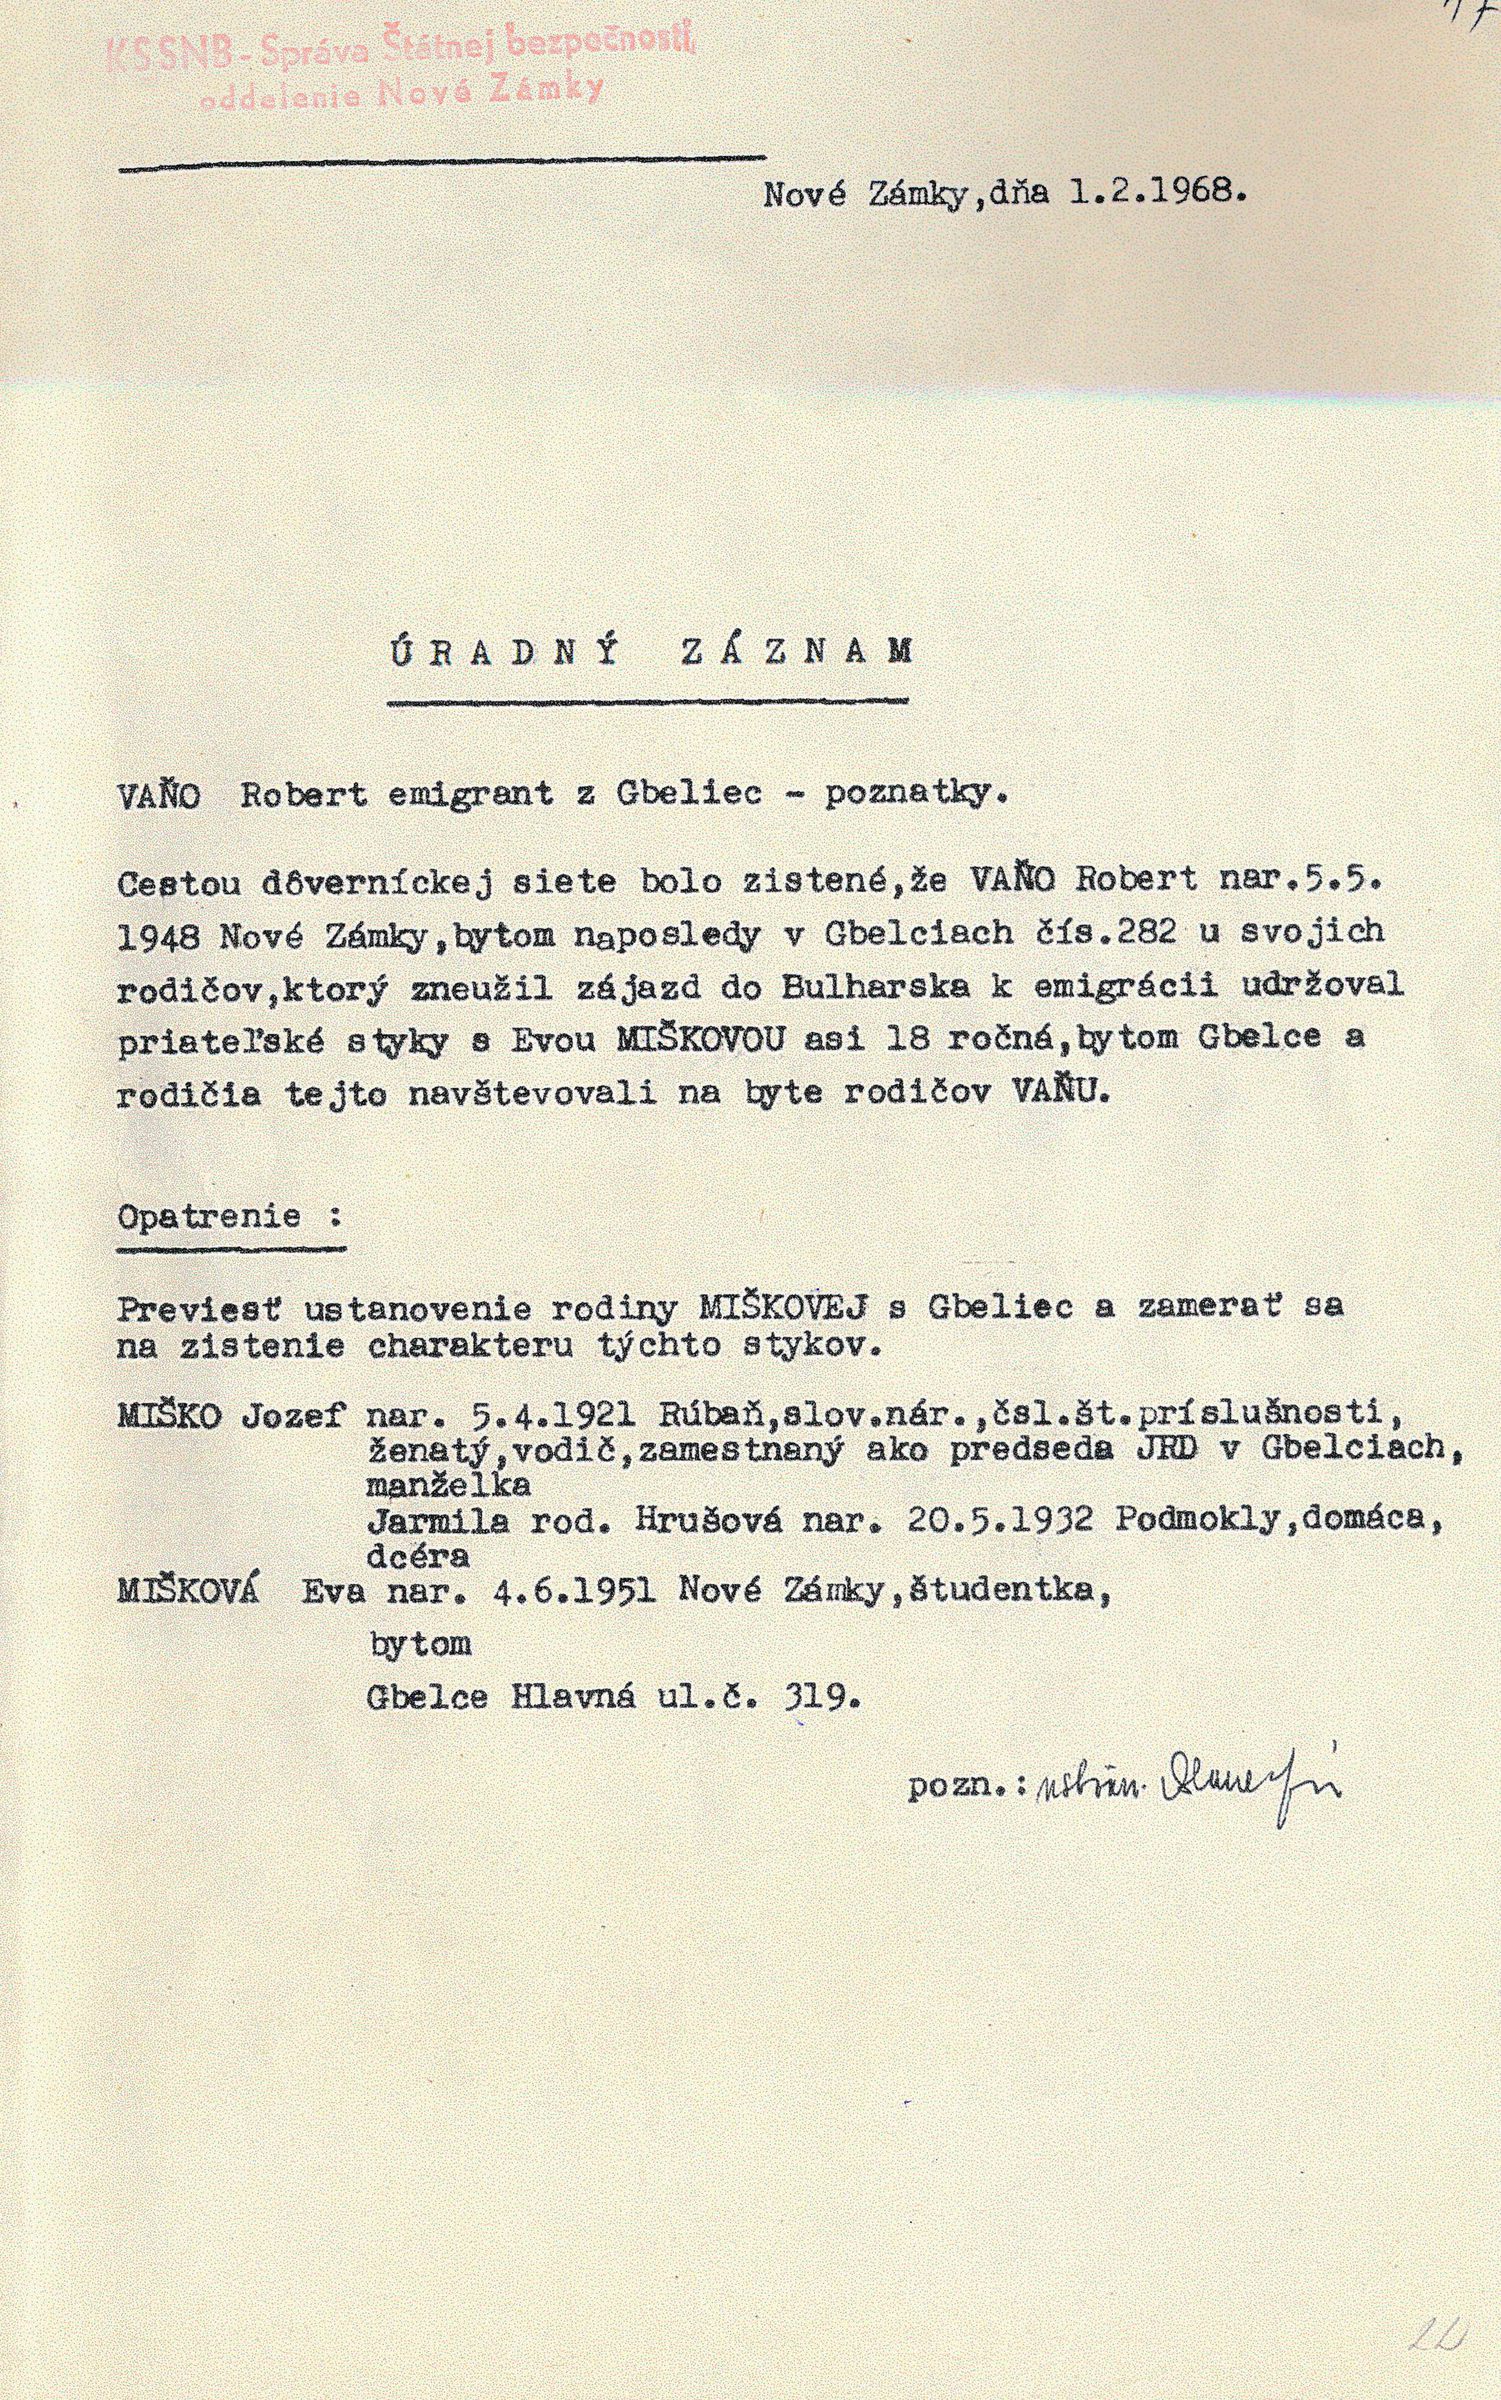 17
KSSNB - Správa Štátnej bezpečnosti,
oddelenie Nové Zámky
Nové Zámky,dňa 1.2.1968.
ÚRADNÝ ZÁZNAM
VAŇO Robert emigrant z Gbeliec - poznatky.
Cestou dôverníckej siete bolo zistené,že VAŇO Robert nar.5.5.
1948 Nové Zámky,bytom naposledy v Gbelciach čís.282 u svojich
rodičov,ktorý zneužil zájazd do Bulharska k emigrácii udržoval
priateľské styky s Evou MIŠKOVOU asi 18 ročná,bytom Gbelce a
rodičia tejto navštevovali na byte rodičov VAŇU.
Opatrenie :
Previesť ustanovenie rodiny MIŠKOVEJ s Gbeliec a zamerať sa
na zistenie charakteru týchto stykov.
MIŠKO Jozef nar. 5.4.1921 Rúbaň,slov.nár.,čsl.št.príslušnosti,
ženatý,vodič,zamestnaný ako predseda JRD v Gbelciach,
manželka
Jarmila rod. Hrušová nar. 20.5.1932 Podmokly,domáca,
dcéra
MIŠKOVÁ Eva nar. 4.6.1951 Nové Zámky,študentka,
bytom
Gbelce Hlavná ul.č. 319.
pozn.: